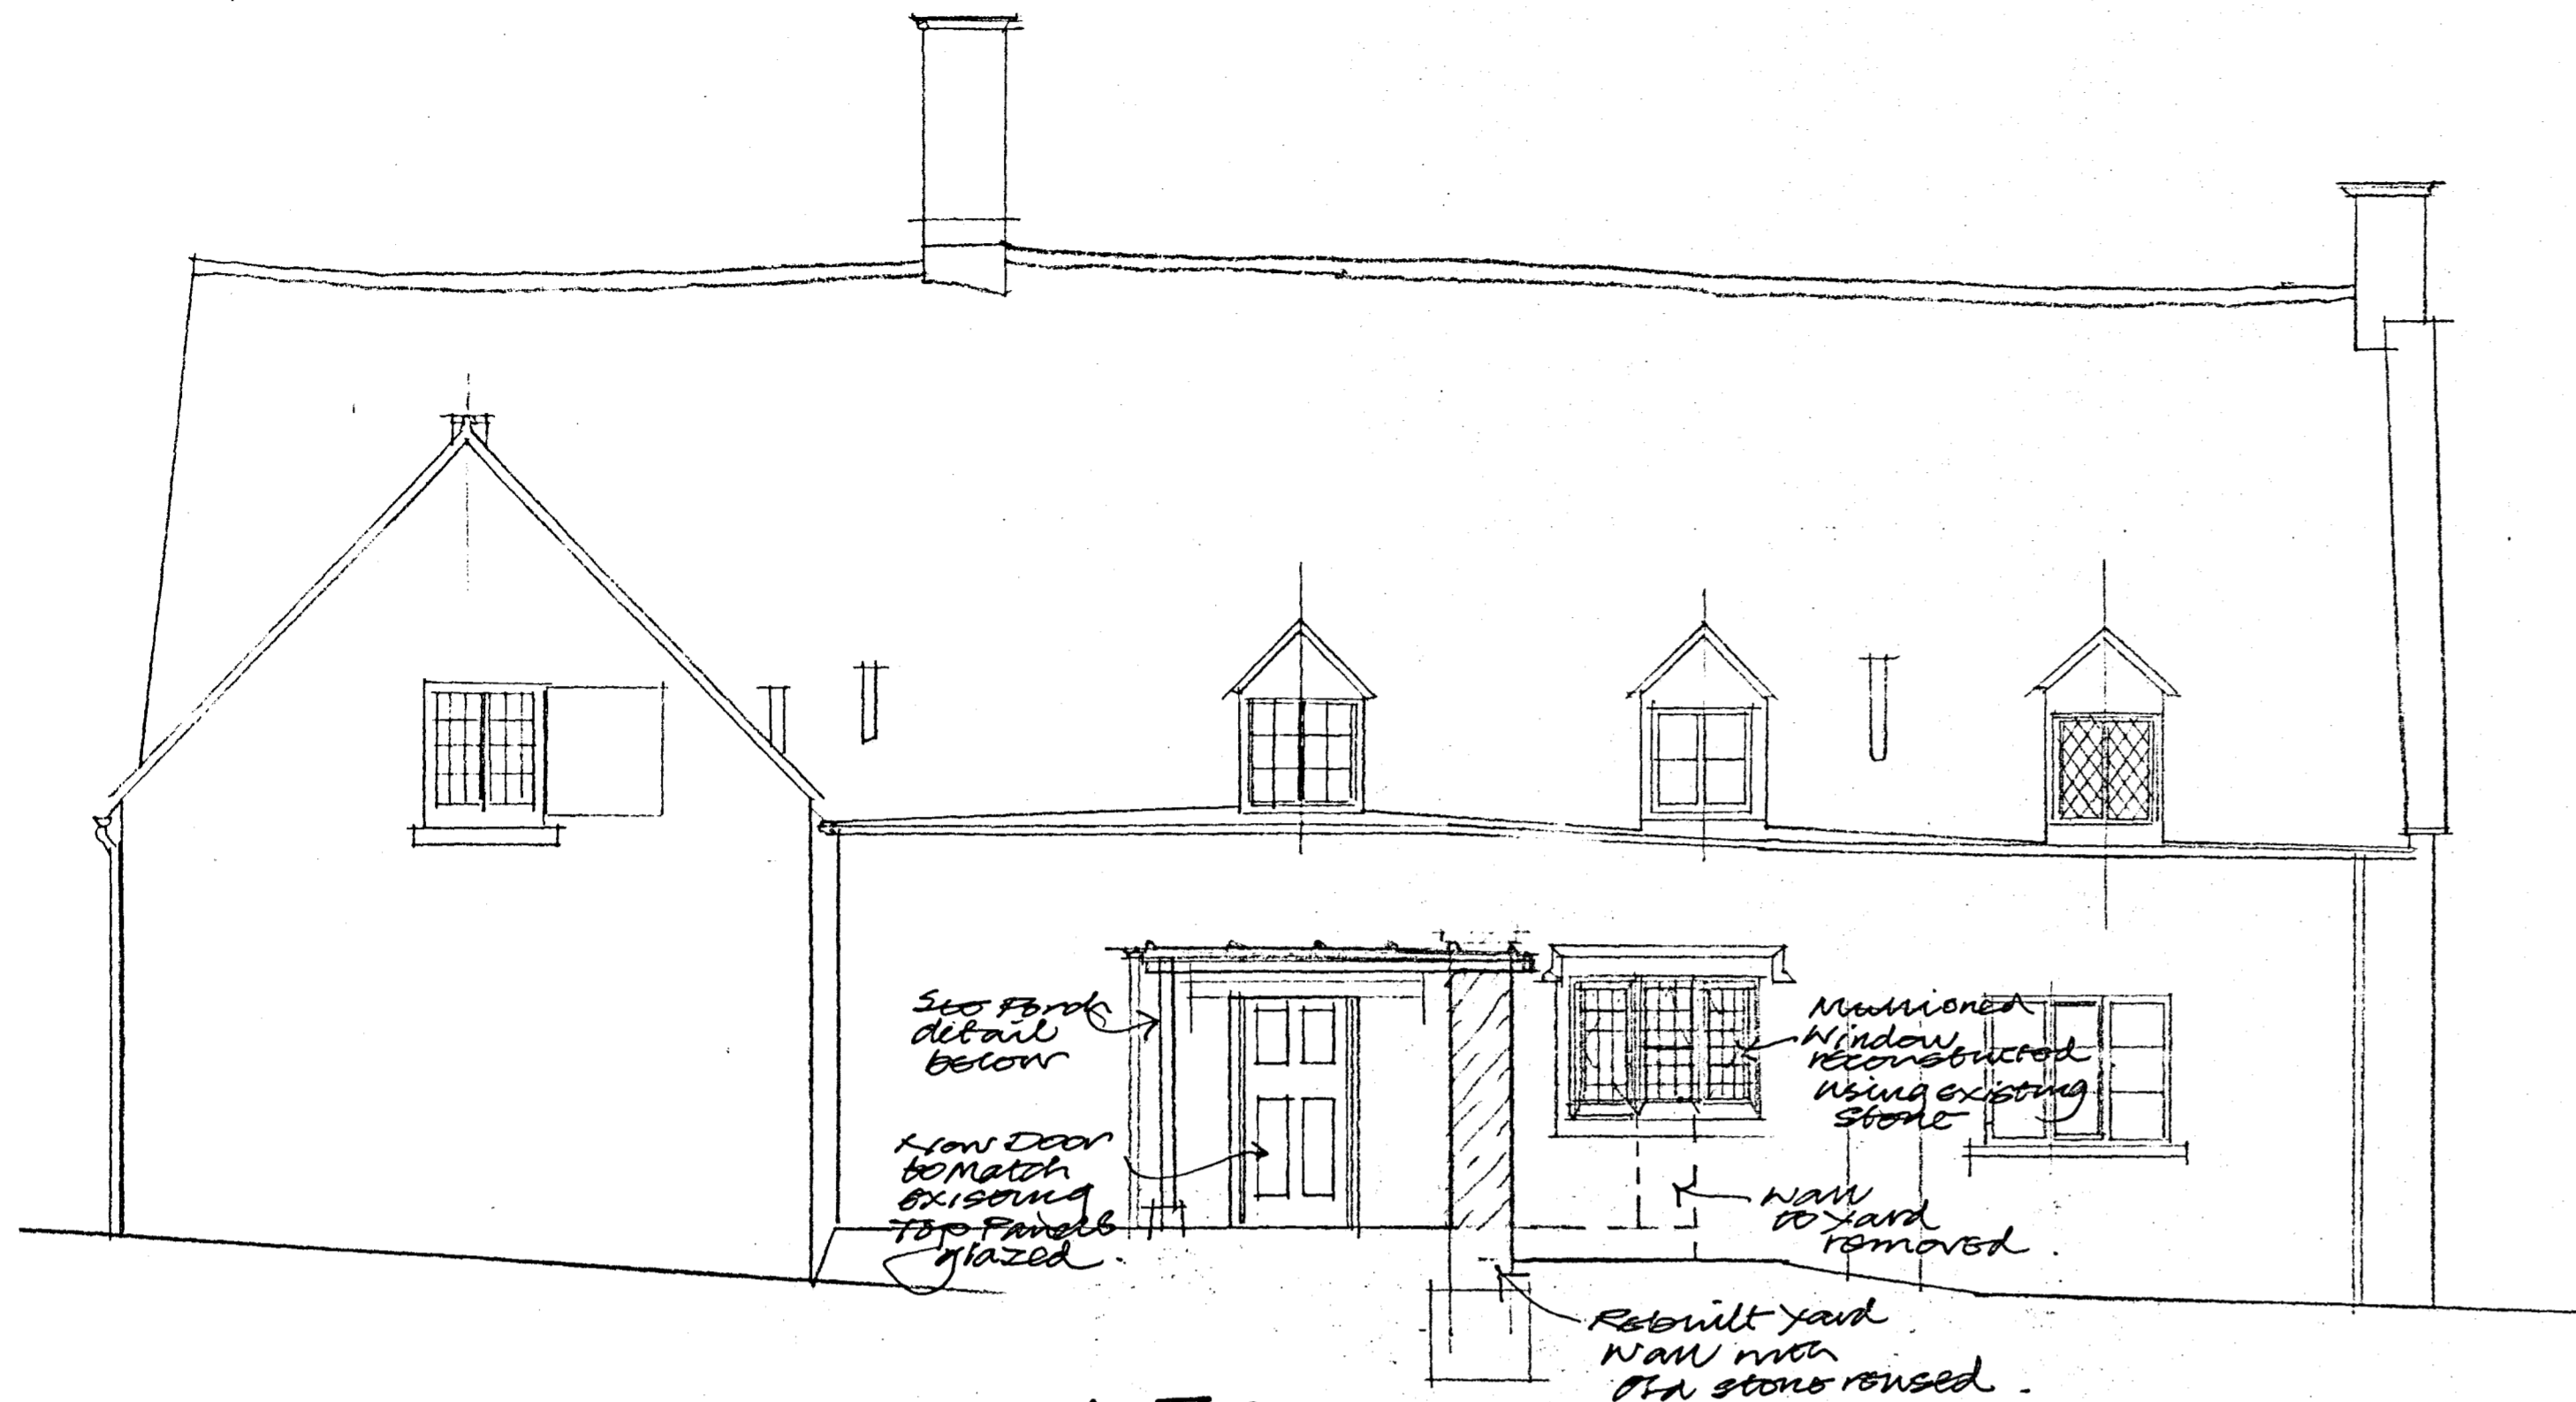 See Porch
detail
below
New Door
to Match
existing
Top Panels
glazed.
Mullioned
Window
reconstructed
using existing
Stone
Wall
to yard
removed.
Rebuilt yard
Wall with
old stone reused.